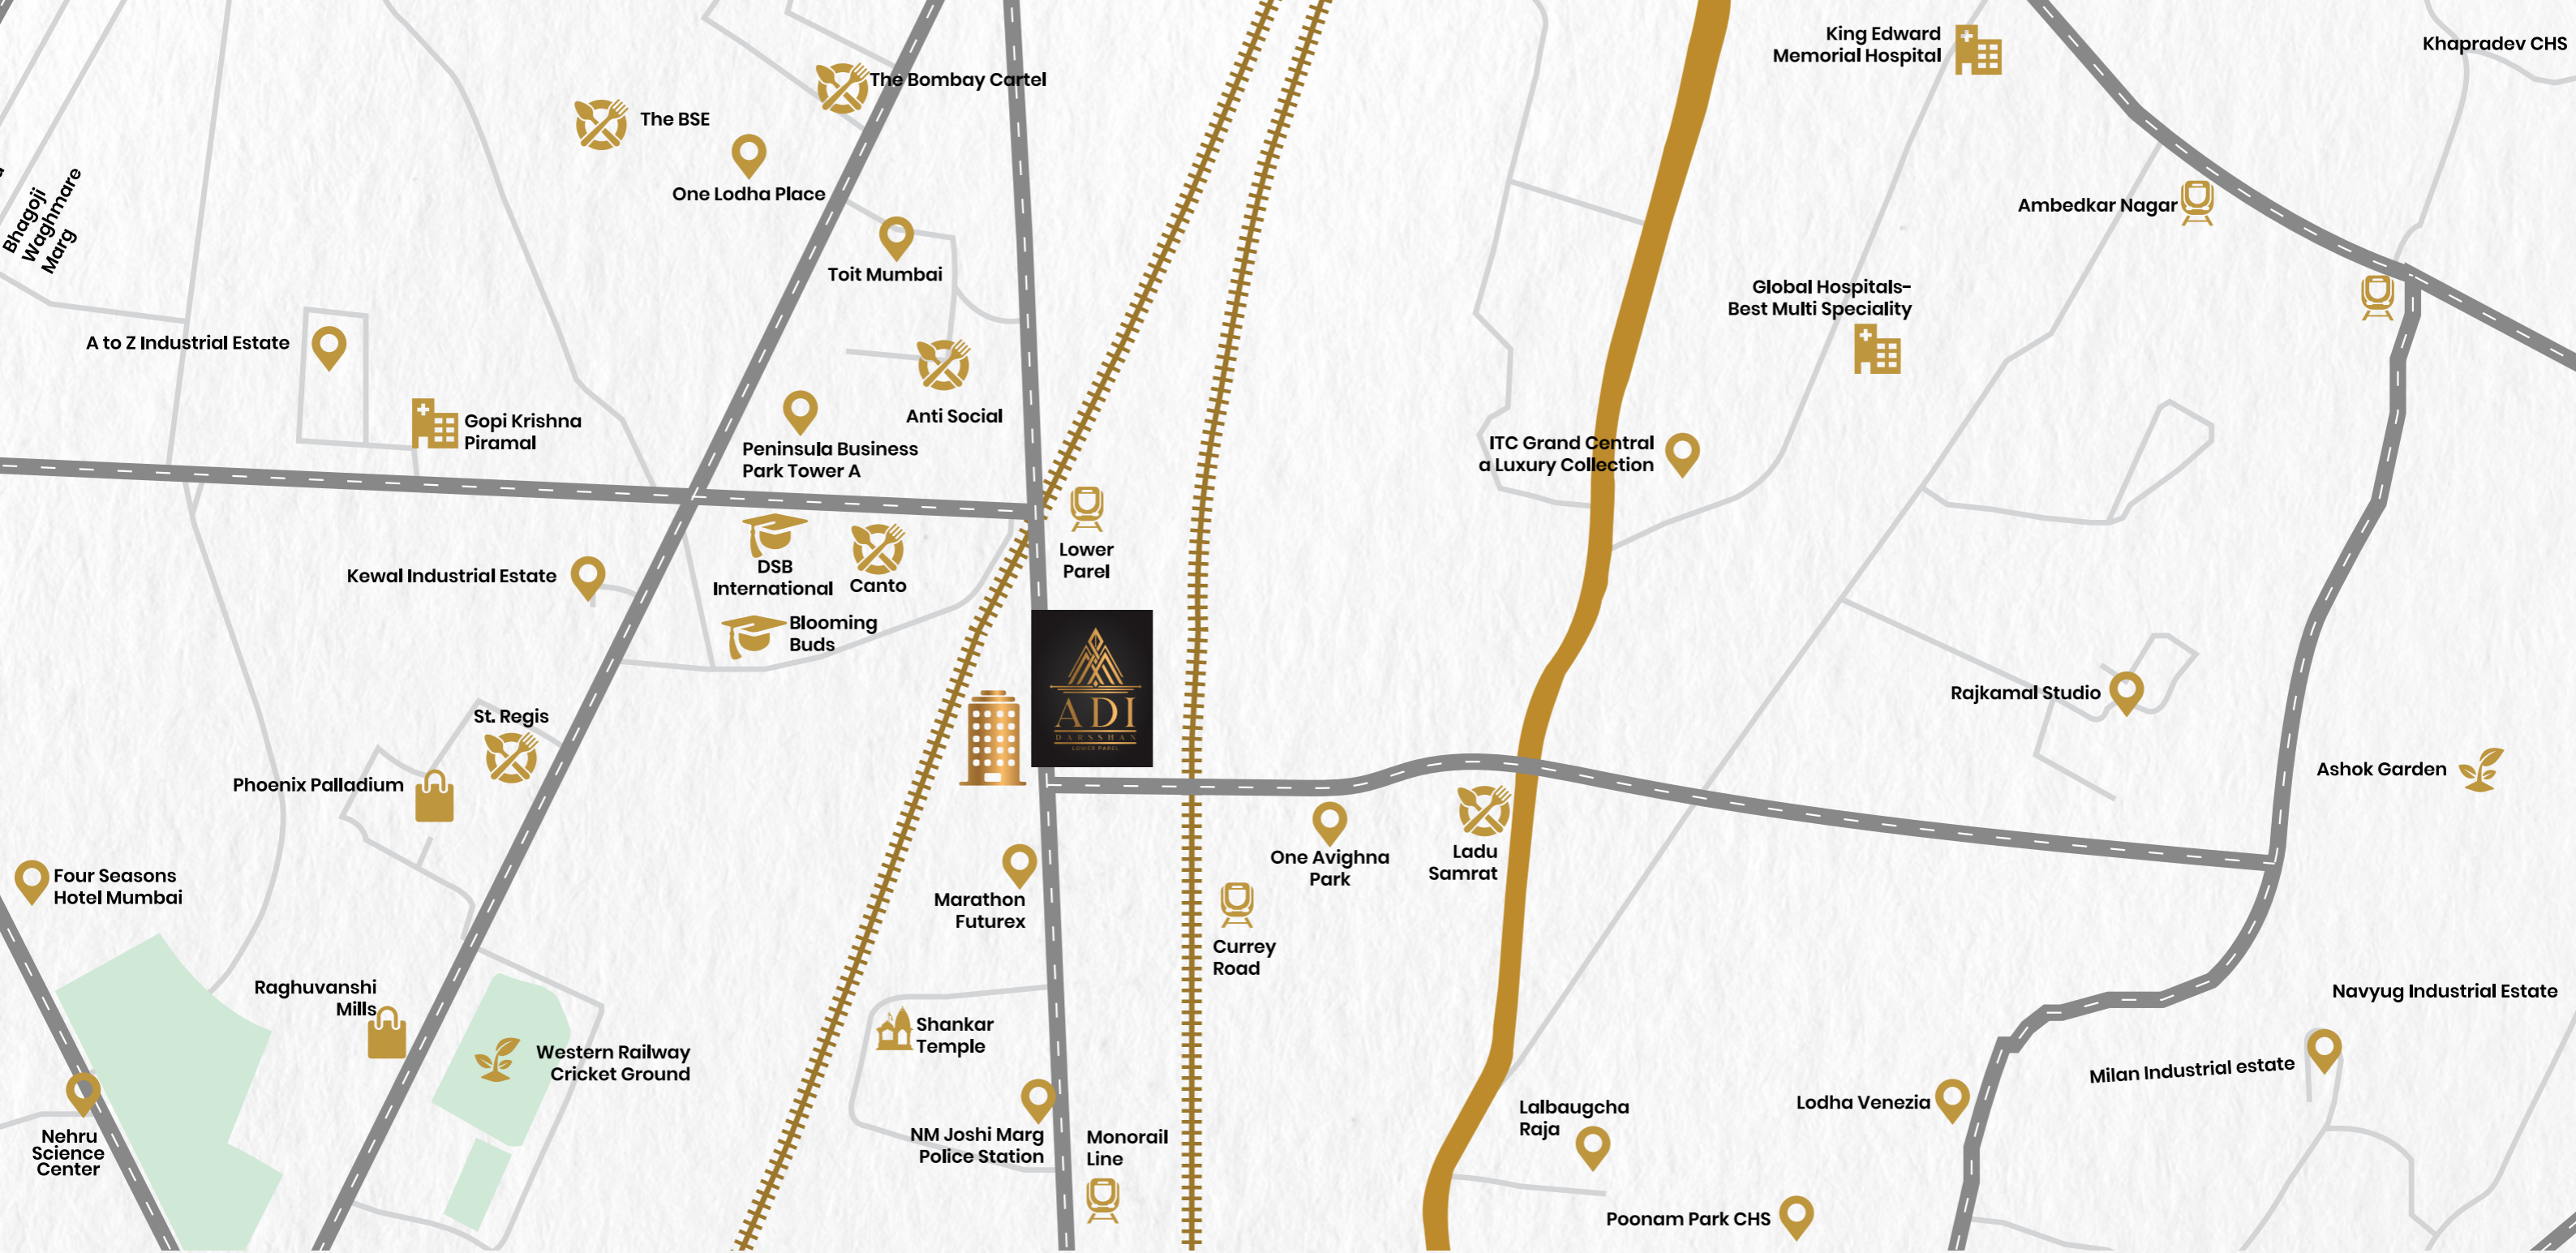 King Edward
Memorial Hospital
Khapradev CHS
The Bombay Cartel
The BSE
One Lodha Place
Bhagoji
Waghmare
Marg
Ambedkar Nagar
Toit Mumbai
Global Hospitals-
Best Multi Speciality
A to Z Industrial Estate
Anti Social
Gopi Krishna
Piramal
Peninsula Business
Park Tower A
ITC Grand Central
a Luxury Collection
Lower
Parel
Kewal Industrial Estate
DSB
International
Canto
Blooming
Buds
ADI
DARSSHAN
LOWER PAREL
Rajkamal Studio
St. Regis
Phoenix Palladium
Ashok Garden
Four Seasons
Hotel Mumbai
One Avighna
Park
Ladu
Samrat
Marathon
Futurex
Currey
Road
Raghuvanshi
Mills
Navyug Industrial Estate
Shankar
Temple
Western Railway
Cricket Ground
Milan Industrial estate
Lodha Venezia
Lalbaugcha
Raja
Nehru
Science
Center
NM Joshi Marg
Police Station
Monorail
Line
Poonam Park CHS